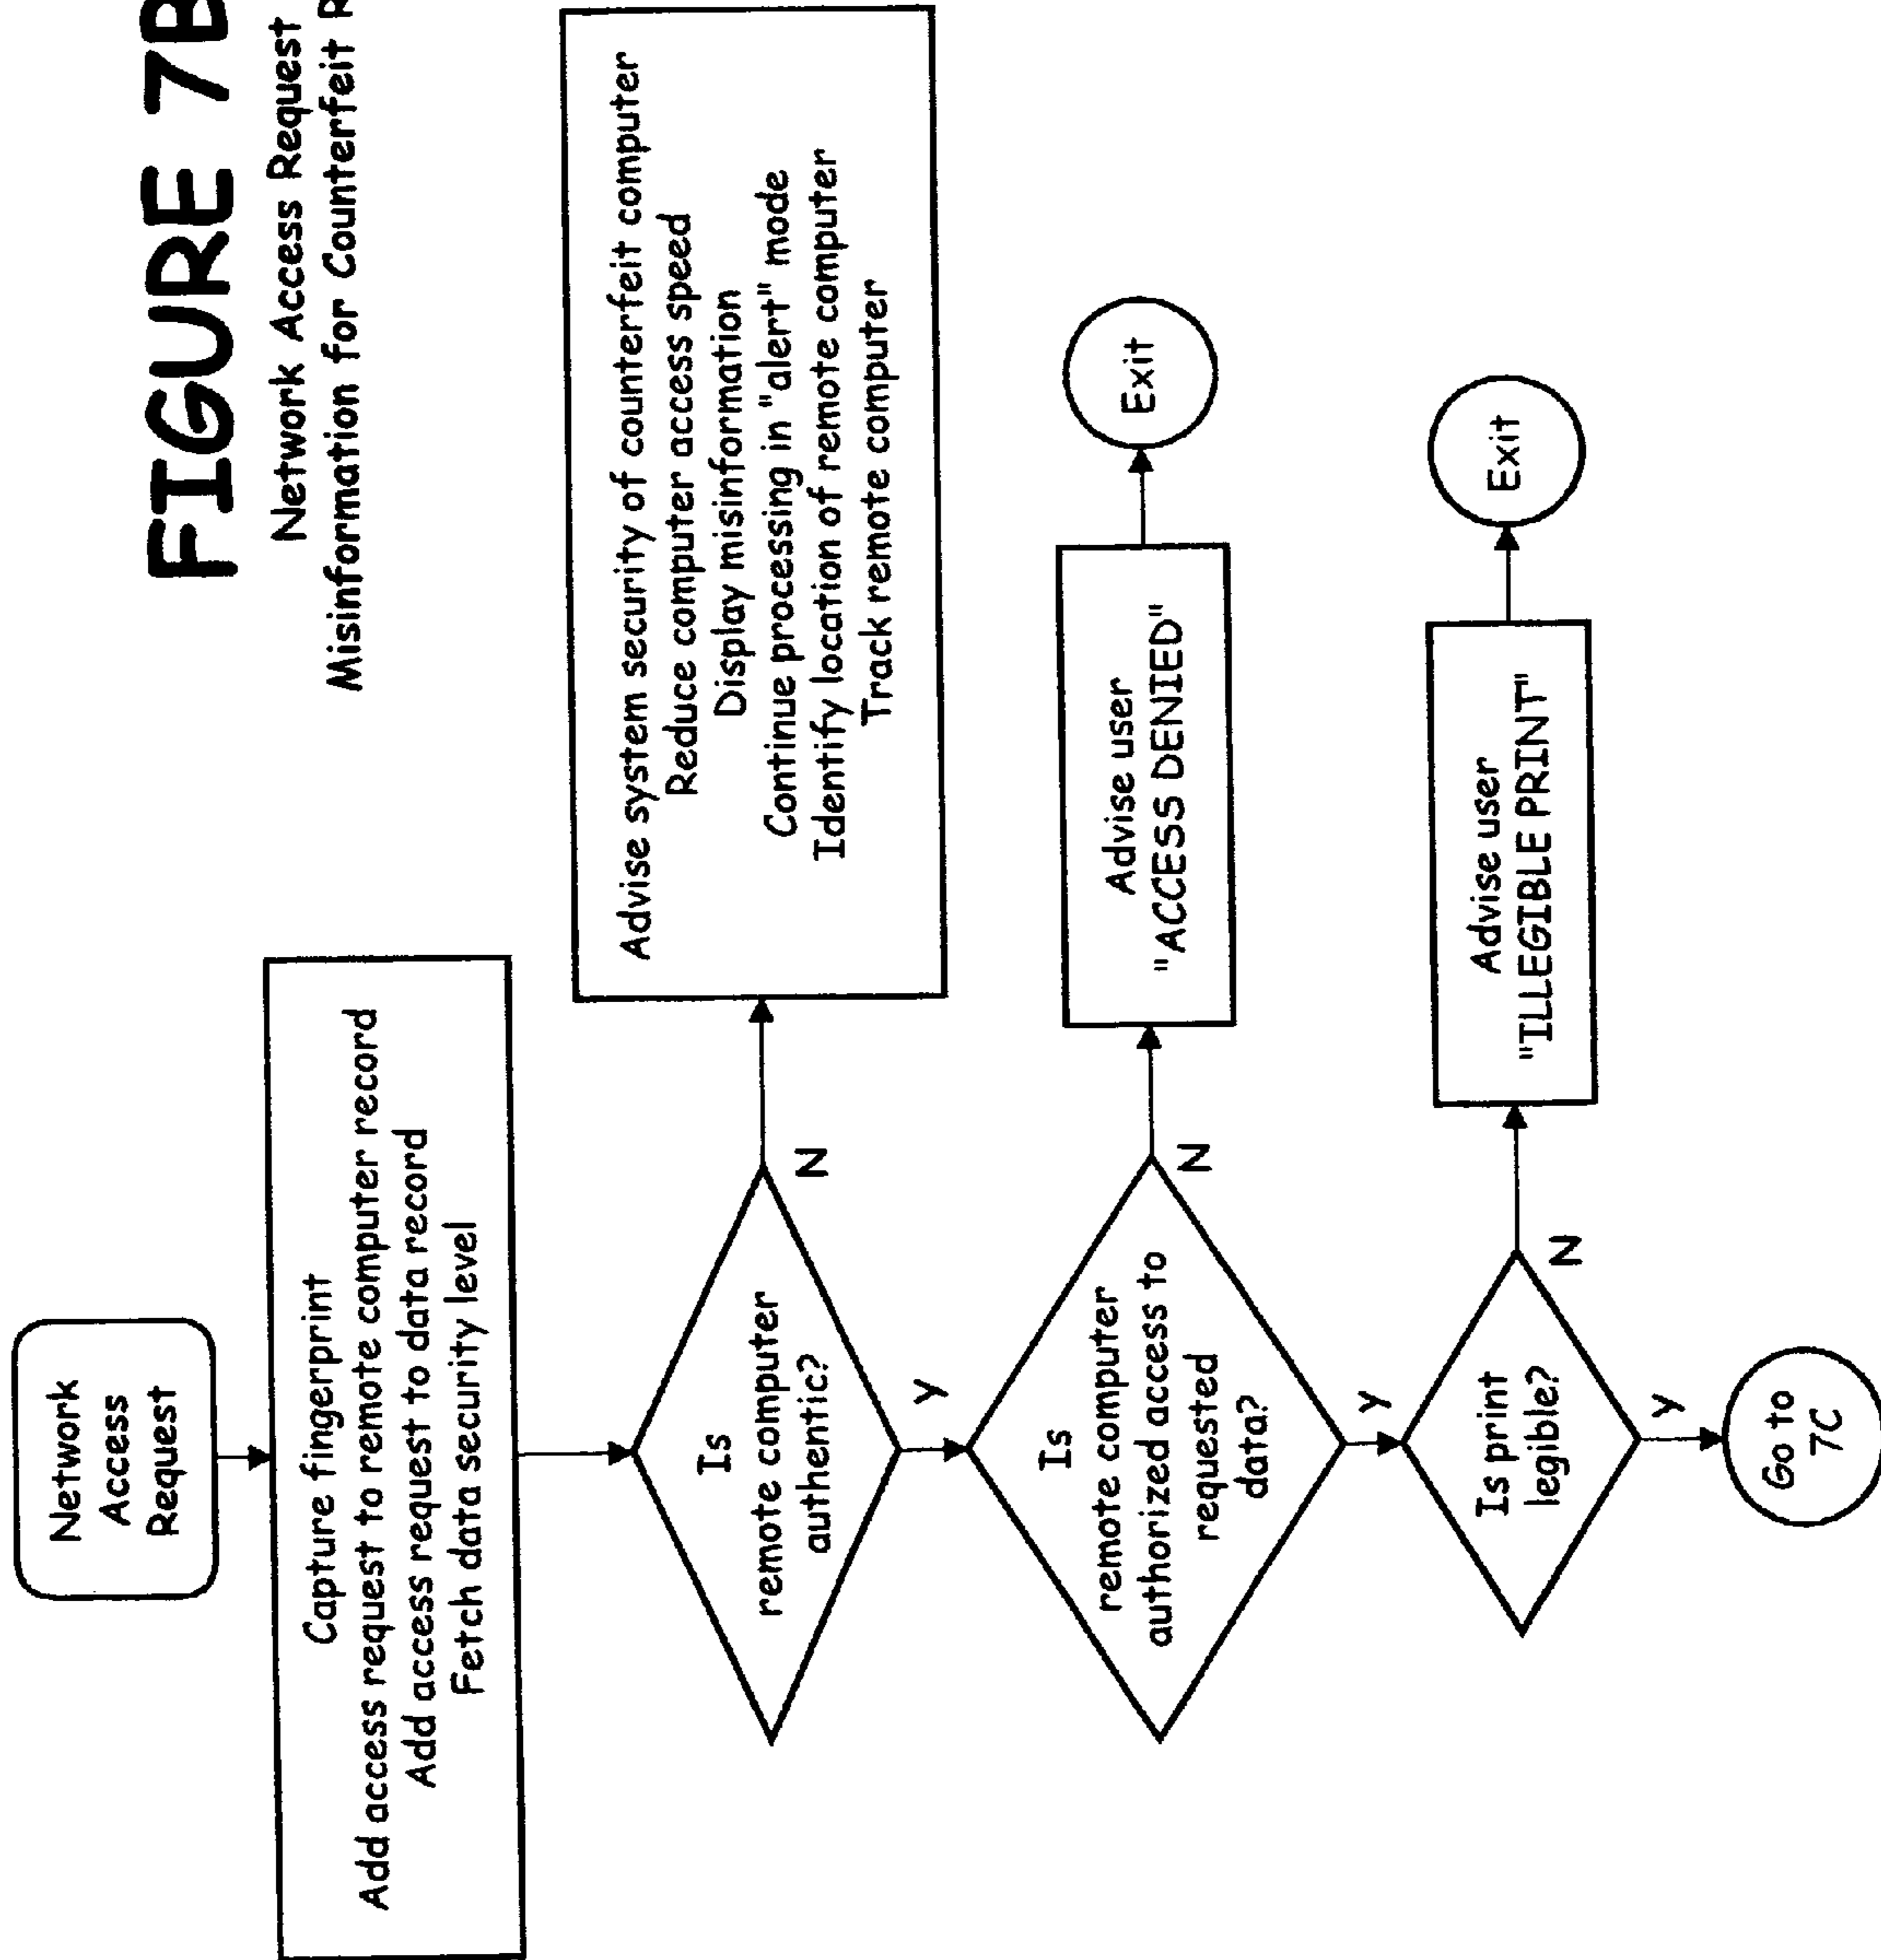 FIGURE 7B
Network Access Request
Misinformation for Counterfeit
Network
Access
Request
Capture fingerprint
Add access request to remote computer record
Add access request to data record
Fetch data security level
Is
remote computer
authentic?
N
Advise system security of counterfeit computer
Reduce computer access speed
Display misinformation
Continue processing in "alert" mode
Identify location of remote computer
Track remote computer
Y
Is
remote computer
authorized access to
requested
data?
N
Advise user
"ACCESS DENIED"
Exit
Y
Is print
legible?
N
Advise user
"ILLEGIBLE PRINT"
Exit
Y
Go to
7C